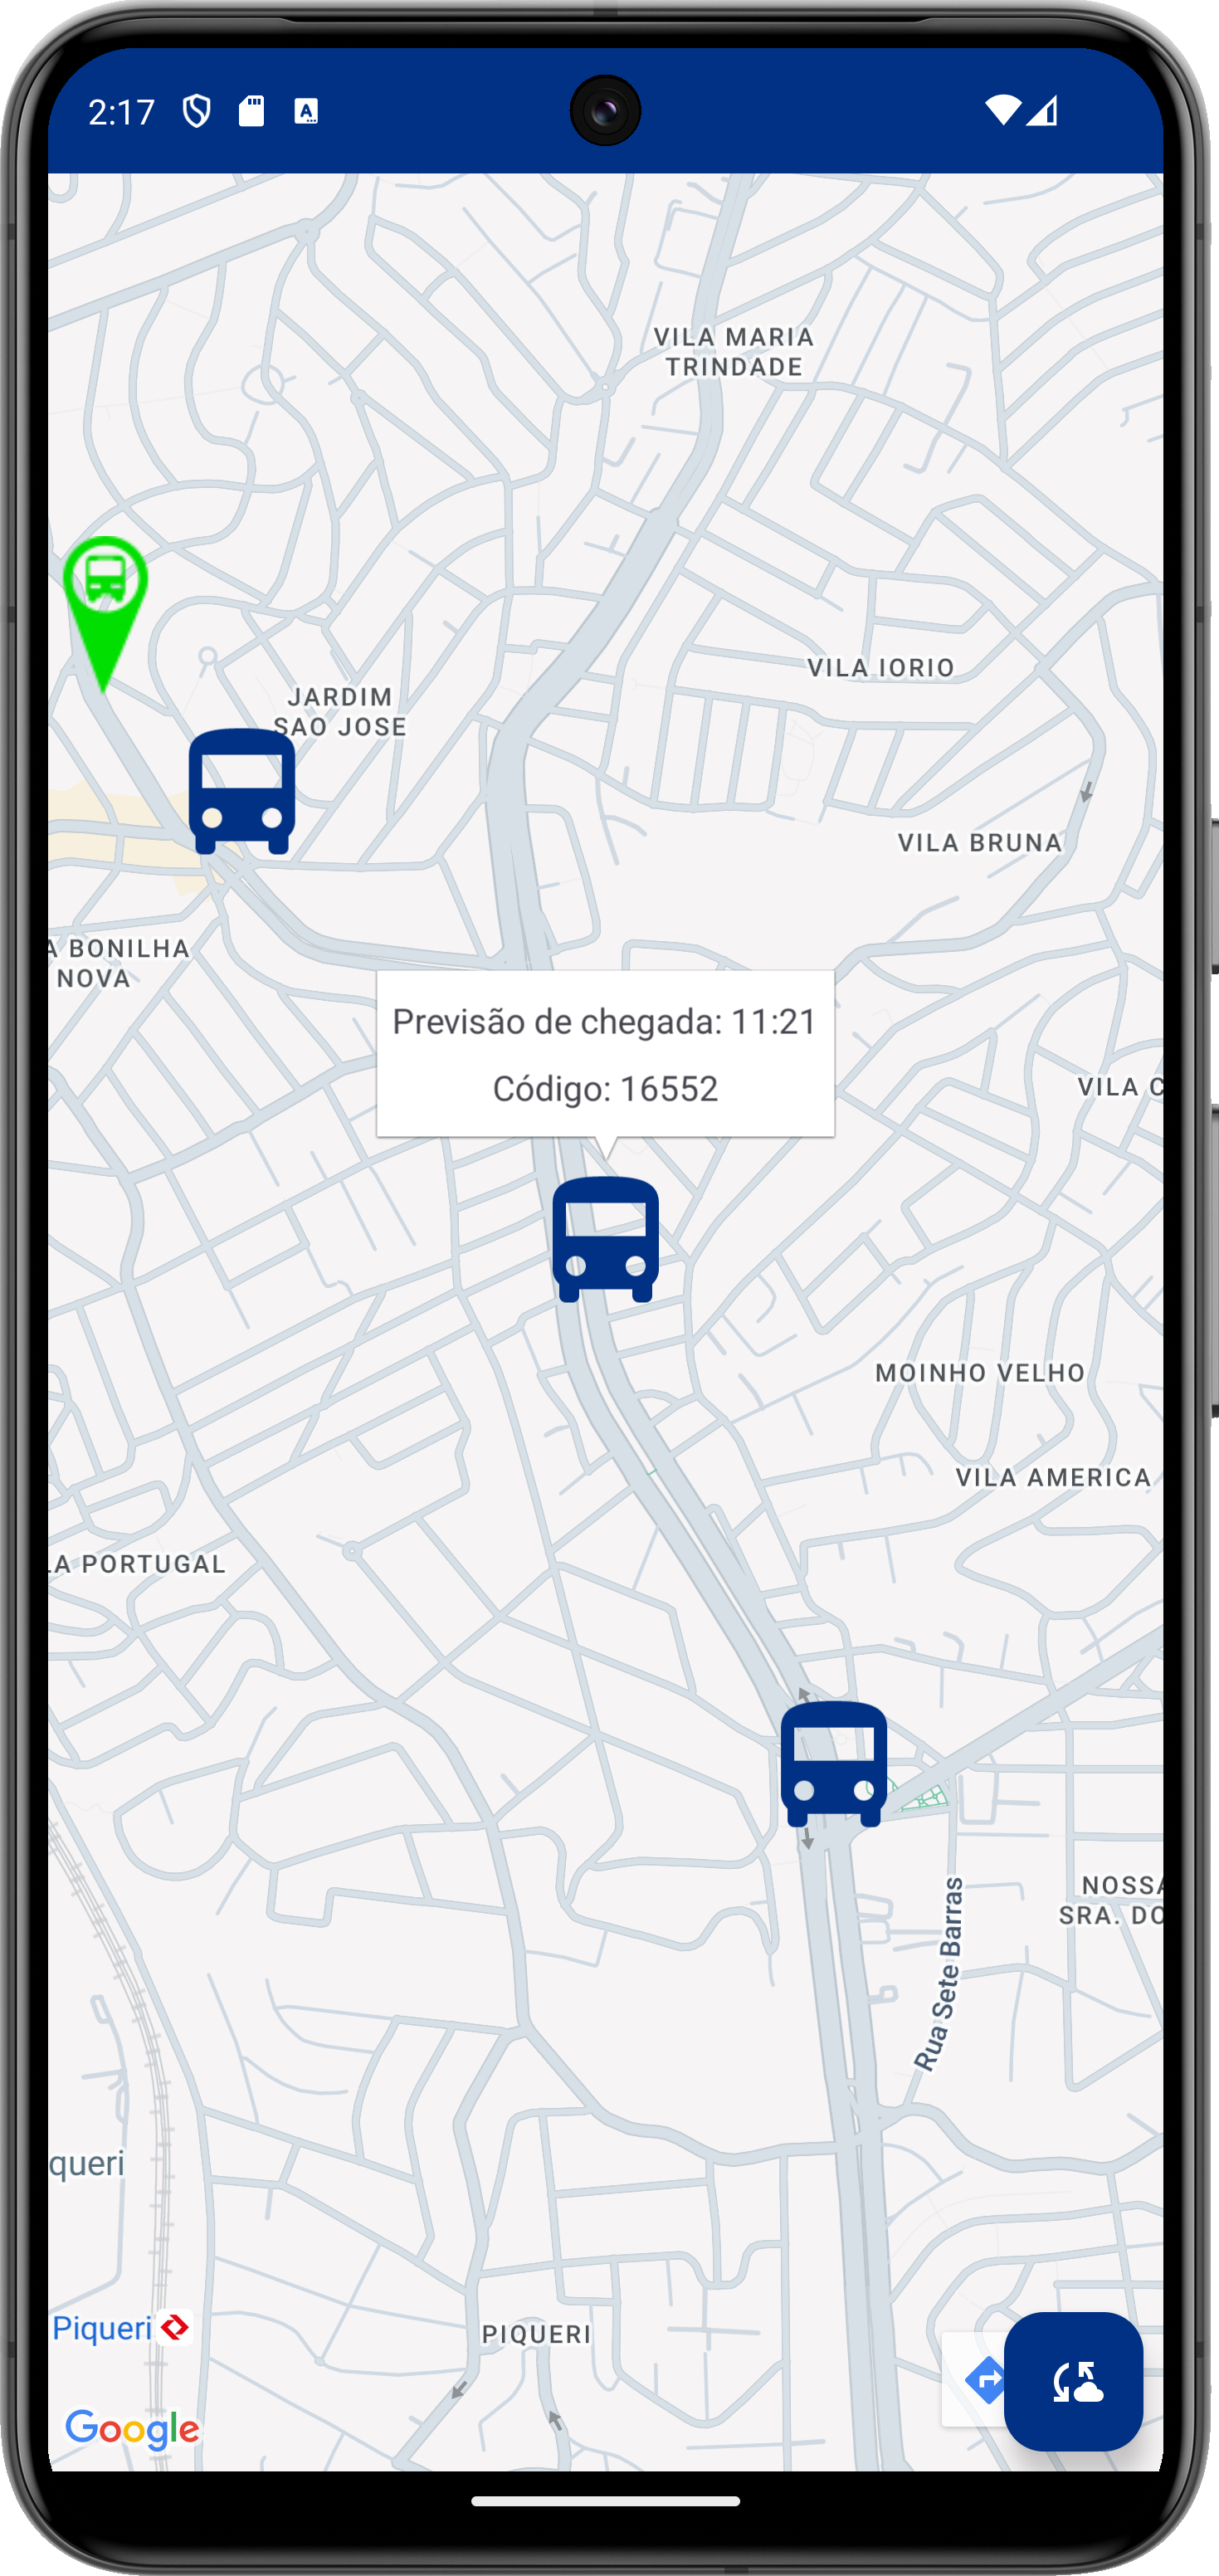 2:17
VILA MARIA
TRINDADE
VILA IORIO
JARDIM
SAO JOSE
VILA BRUNA
A BONILHA
NOVA
Previsão de chegada: 11:21
Código: 16552
VILA C
MOINHO VELHO
VILA AMERICA
LA PORTUGAL
NOSSA
SRA. DO
Rua Sete Barras
queri
Piqueri
PIQUERI
Google